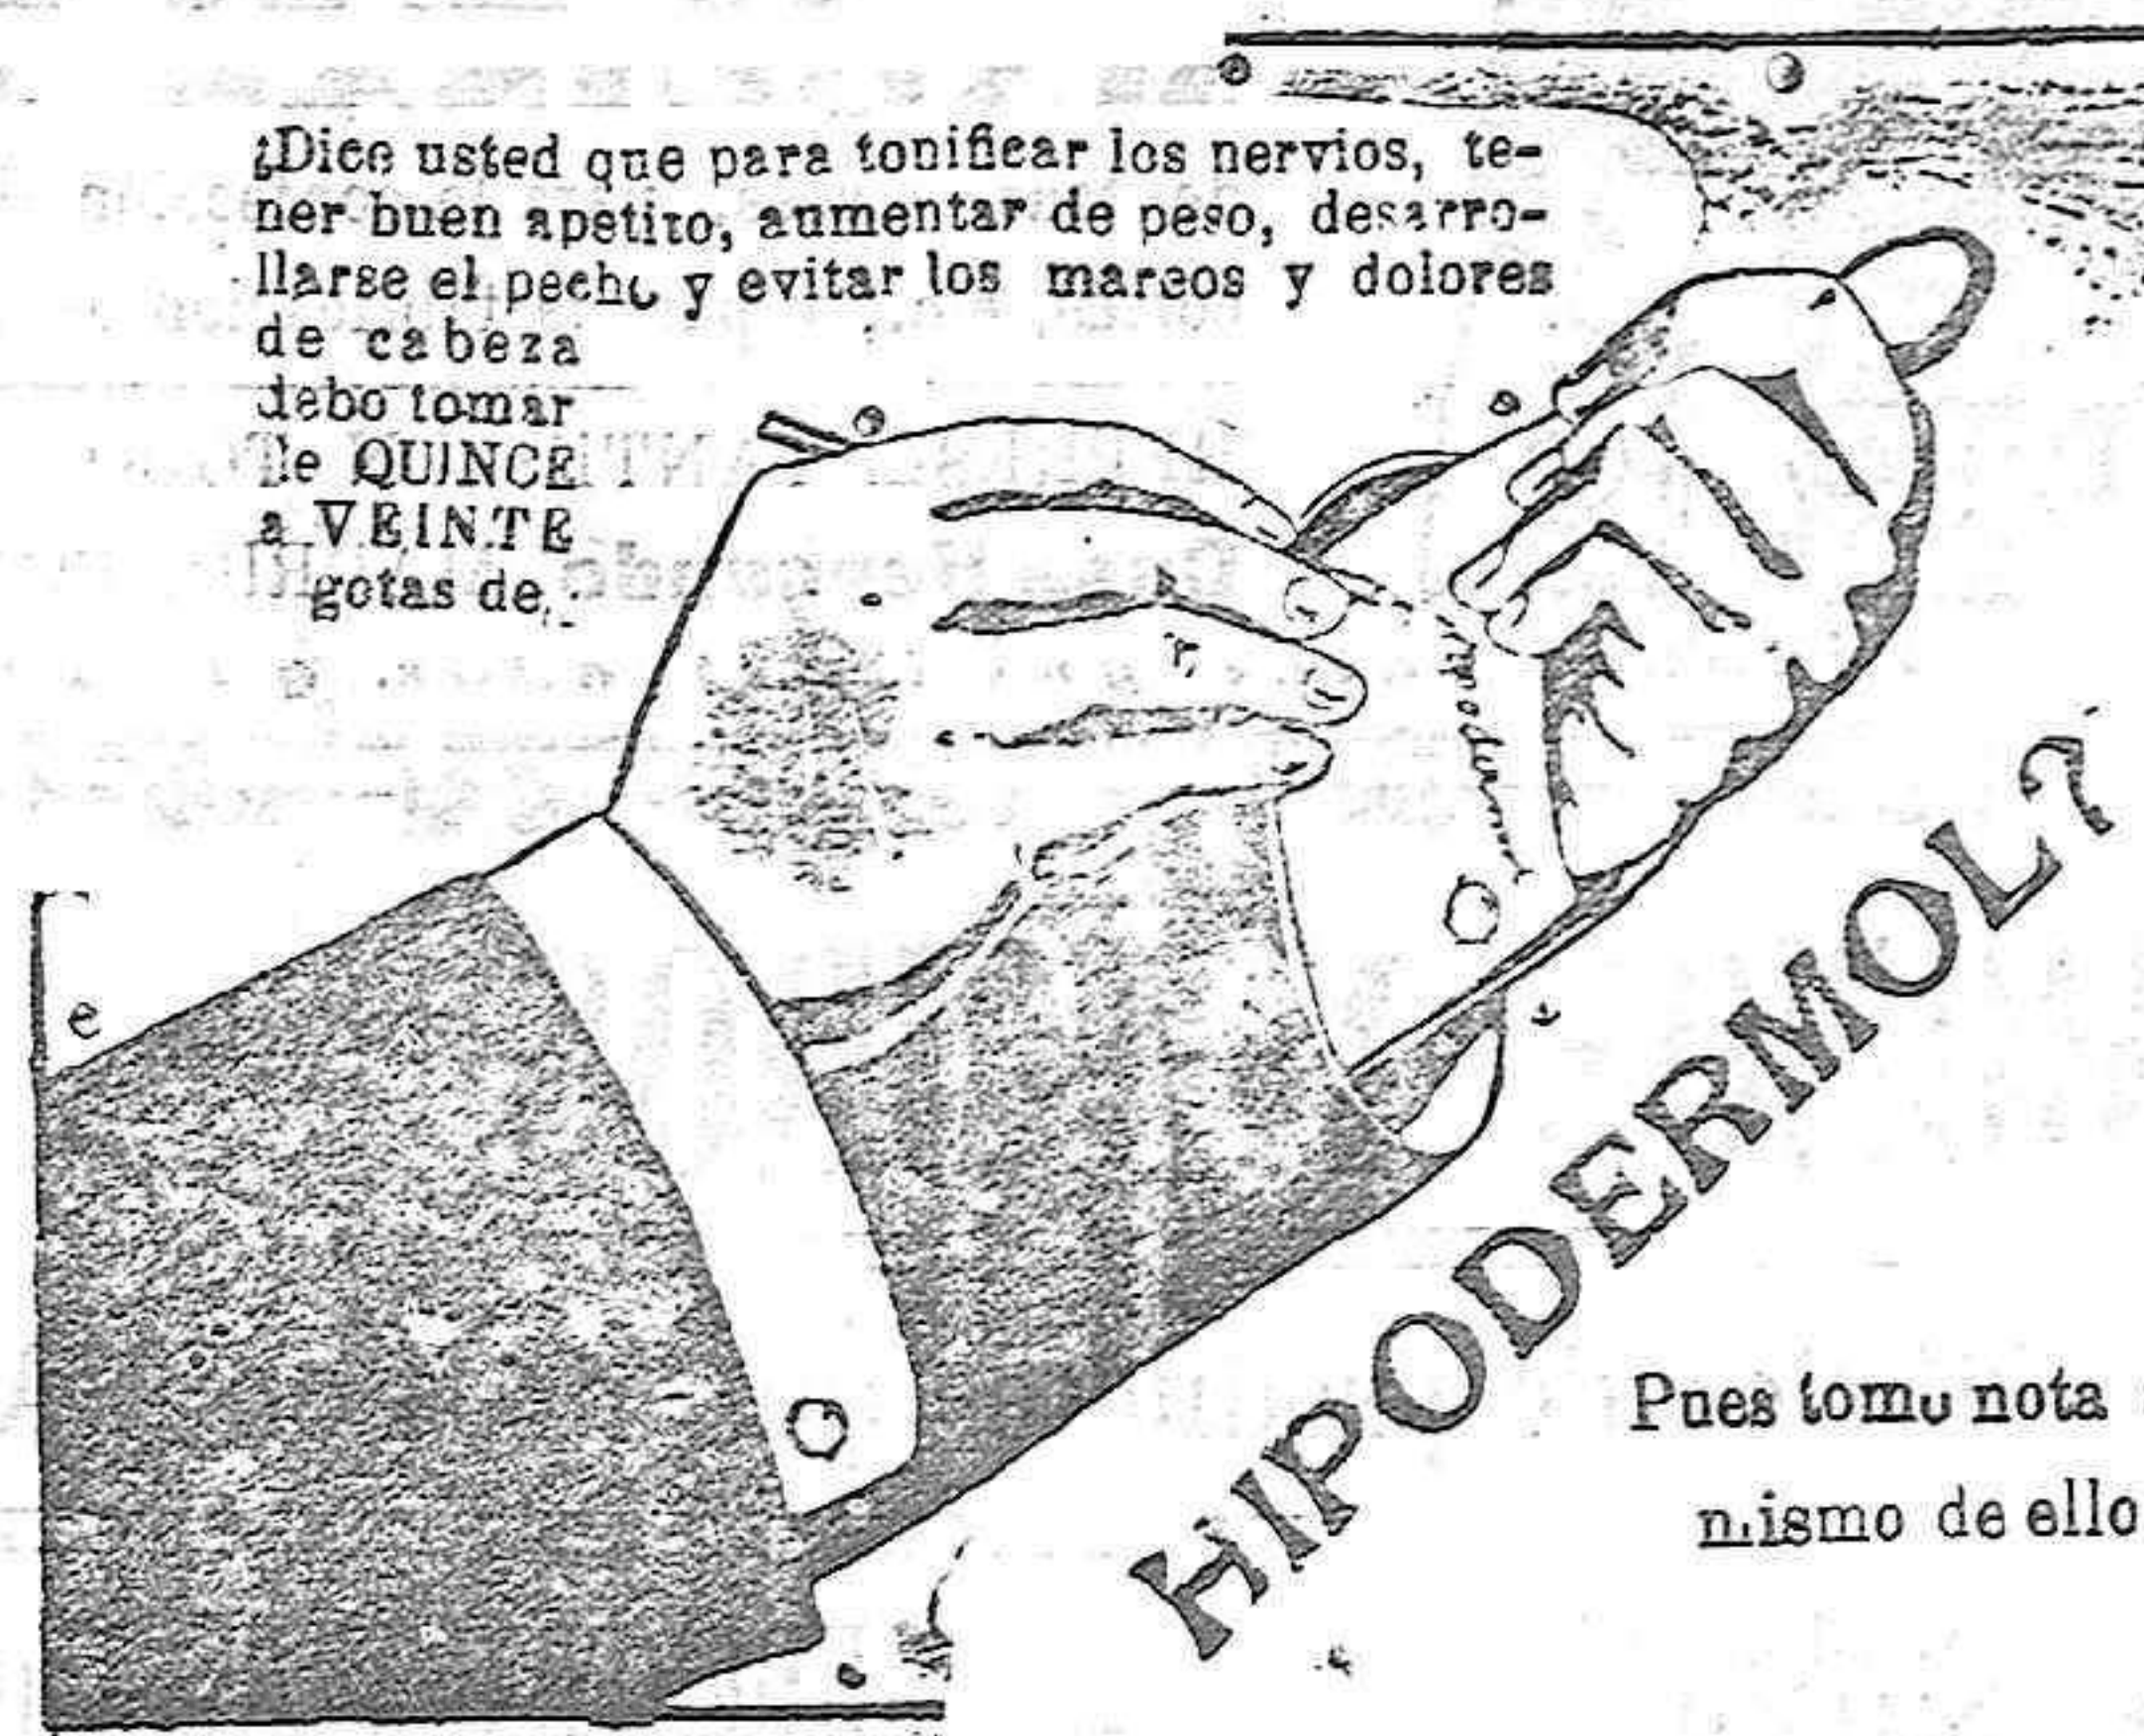 ¿Dice usted que para tonificar los nervios, te-
ner buen apetito, aumentar de peso, desarro-
llarse el pecho y evitar los mareos y dolores
de cabeza
debo tomar
de QUINCE
a VEINTE
gotas de
HIPODERMOL?
Pues tome nota
mismo de ello